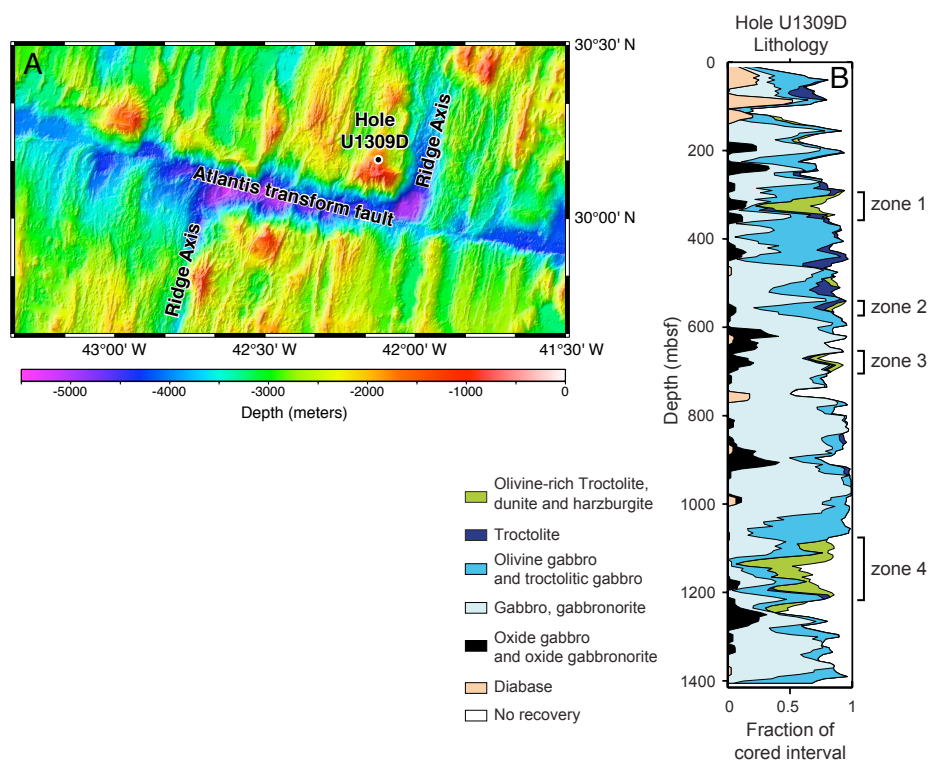 A
30°30' N
Hole
U1309D
Ridge Axis
Atlantis transform fault
30°00' N
Ridge Axis
43°00' W
42°30' W
42°00' W
41°30' W
-5000
-4000
-3000
-2000
-1000
0
Depth (meters)
Hole U1309D
Lithology
B
0
200
400
600
800
1000
1200
1400
Depth (mbsf)
zone 1
zone 2
zone 3
zone 4
0
0.5
1
Fraction of
cored interval
Olivine-rich Troctolite,
dunite and harzburgite
Troctolite
Olivine gabbro
and troctolitic gabbro
Gabbro, gabbronorite
Oxide gabbro
and oxide gabbronorite
Diabase
No recovery